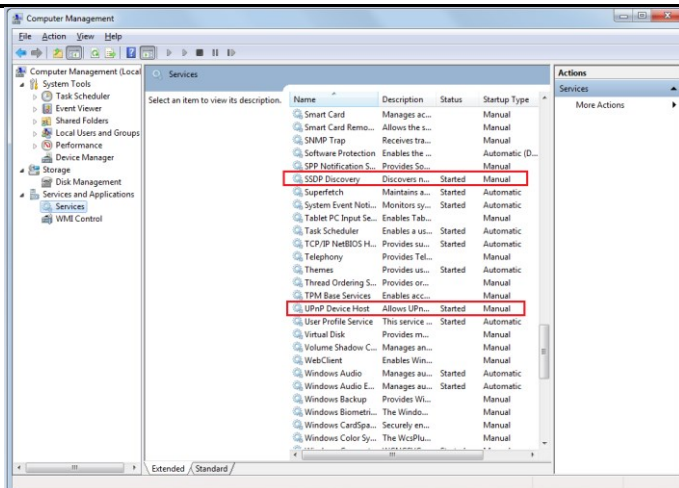 Computer Management
File Action View Help
Computer Management (Local
System Tools
Task Scheduler
Event Viewer
Shared Folders
Local Users and Groups
Performance
Device Manager
Storage
Disk Management
Services and Applications
Services
WMI Control
Services
Select an item to view its description.
Name Description Status Startup Type
Smart Card Manages ac... Manual
Smart Card Remo... Allows the s... Manual
SNMP Trap Receives tra... Manual
Software Protection Enables the ... Automatic (D...
SPP Notification S... Provides So... Manual
SSDP Discovery Discovers n... Started Manual
Superfetch Maintains a... Started Automatic
System Event Noti... Monitors sy... Started Automatic
Tablet PC Input Se... Enables Tab... Manual
Task Scheduler Enables a us... Started Automatic
TCP/IP NetBIOS H... Provides su... Started Automatic
Telephony Provides Tel... Manual
Themes Provides us... Started Automatic
Thread Ordering S... Provides or... Manual
TPM Base Services Enables acc... Manual
UPnP Device Host Allows UPn... Started Manual
User Profile Service This service ... Started Automatic
Virtual Disk Provides m... Manual
Volume Shadow C... Manages an... Manual
WebClient Enables Win... Manual
Windows Audio Manages au... Started Automatic
Windows Audio E... Manages au... Started Automatic
Windows Backup Provides Wi... Manual
Windows Biometri... The Windo... Manual
Windows CardSpa... Securely en... Manual
Windows Color Sy... The WcsPlu... Manual
Extended Standard
Actions
Services
More Actions